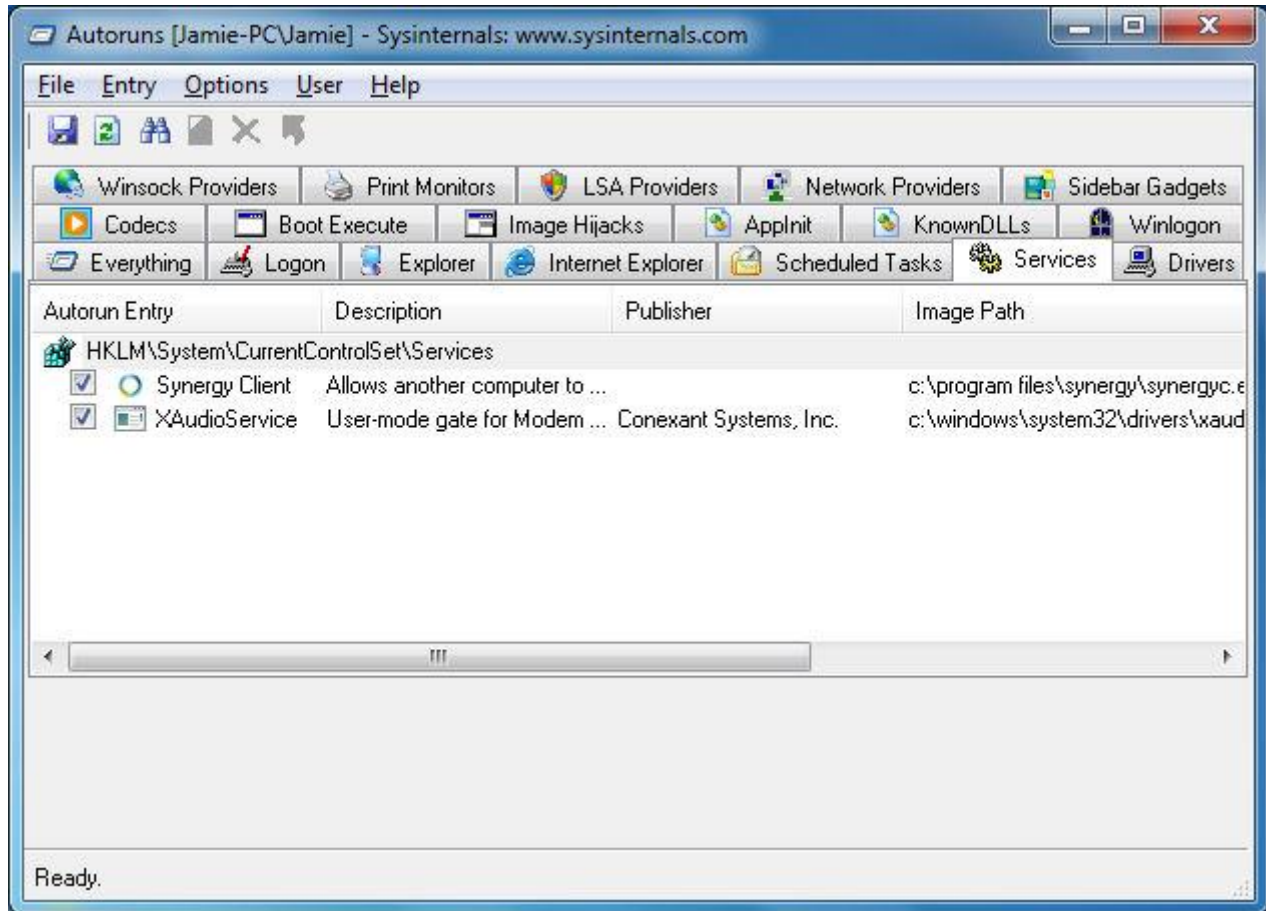 Autoruns [Jamie-PC\Jamie] - Sysinternals: www.sysinternals.com
File Entry Options User Help
Winsock Providers Print Monitors LSA Providers Network Providers Sidebar Gadgets
Codecs Boot Execute Image Hijacks AppInit KnownDLLs Winlogon
Everything Logon Explorer Internet Explorer Scheduled Tasks Services Drivers
Autorun Entry Description Publisher Image Path
HKLM\System\CurrentControlSet\Services
Synergy Client Allows another computer to ... c:\program files\synergy\synergyc.e
XAudioService User-mode gate for Modem ... Conexant Systems, Inc. c:\windows\system32\drivers\xaud
Ready.